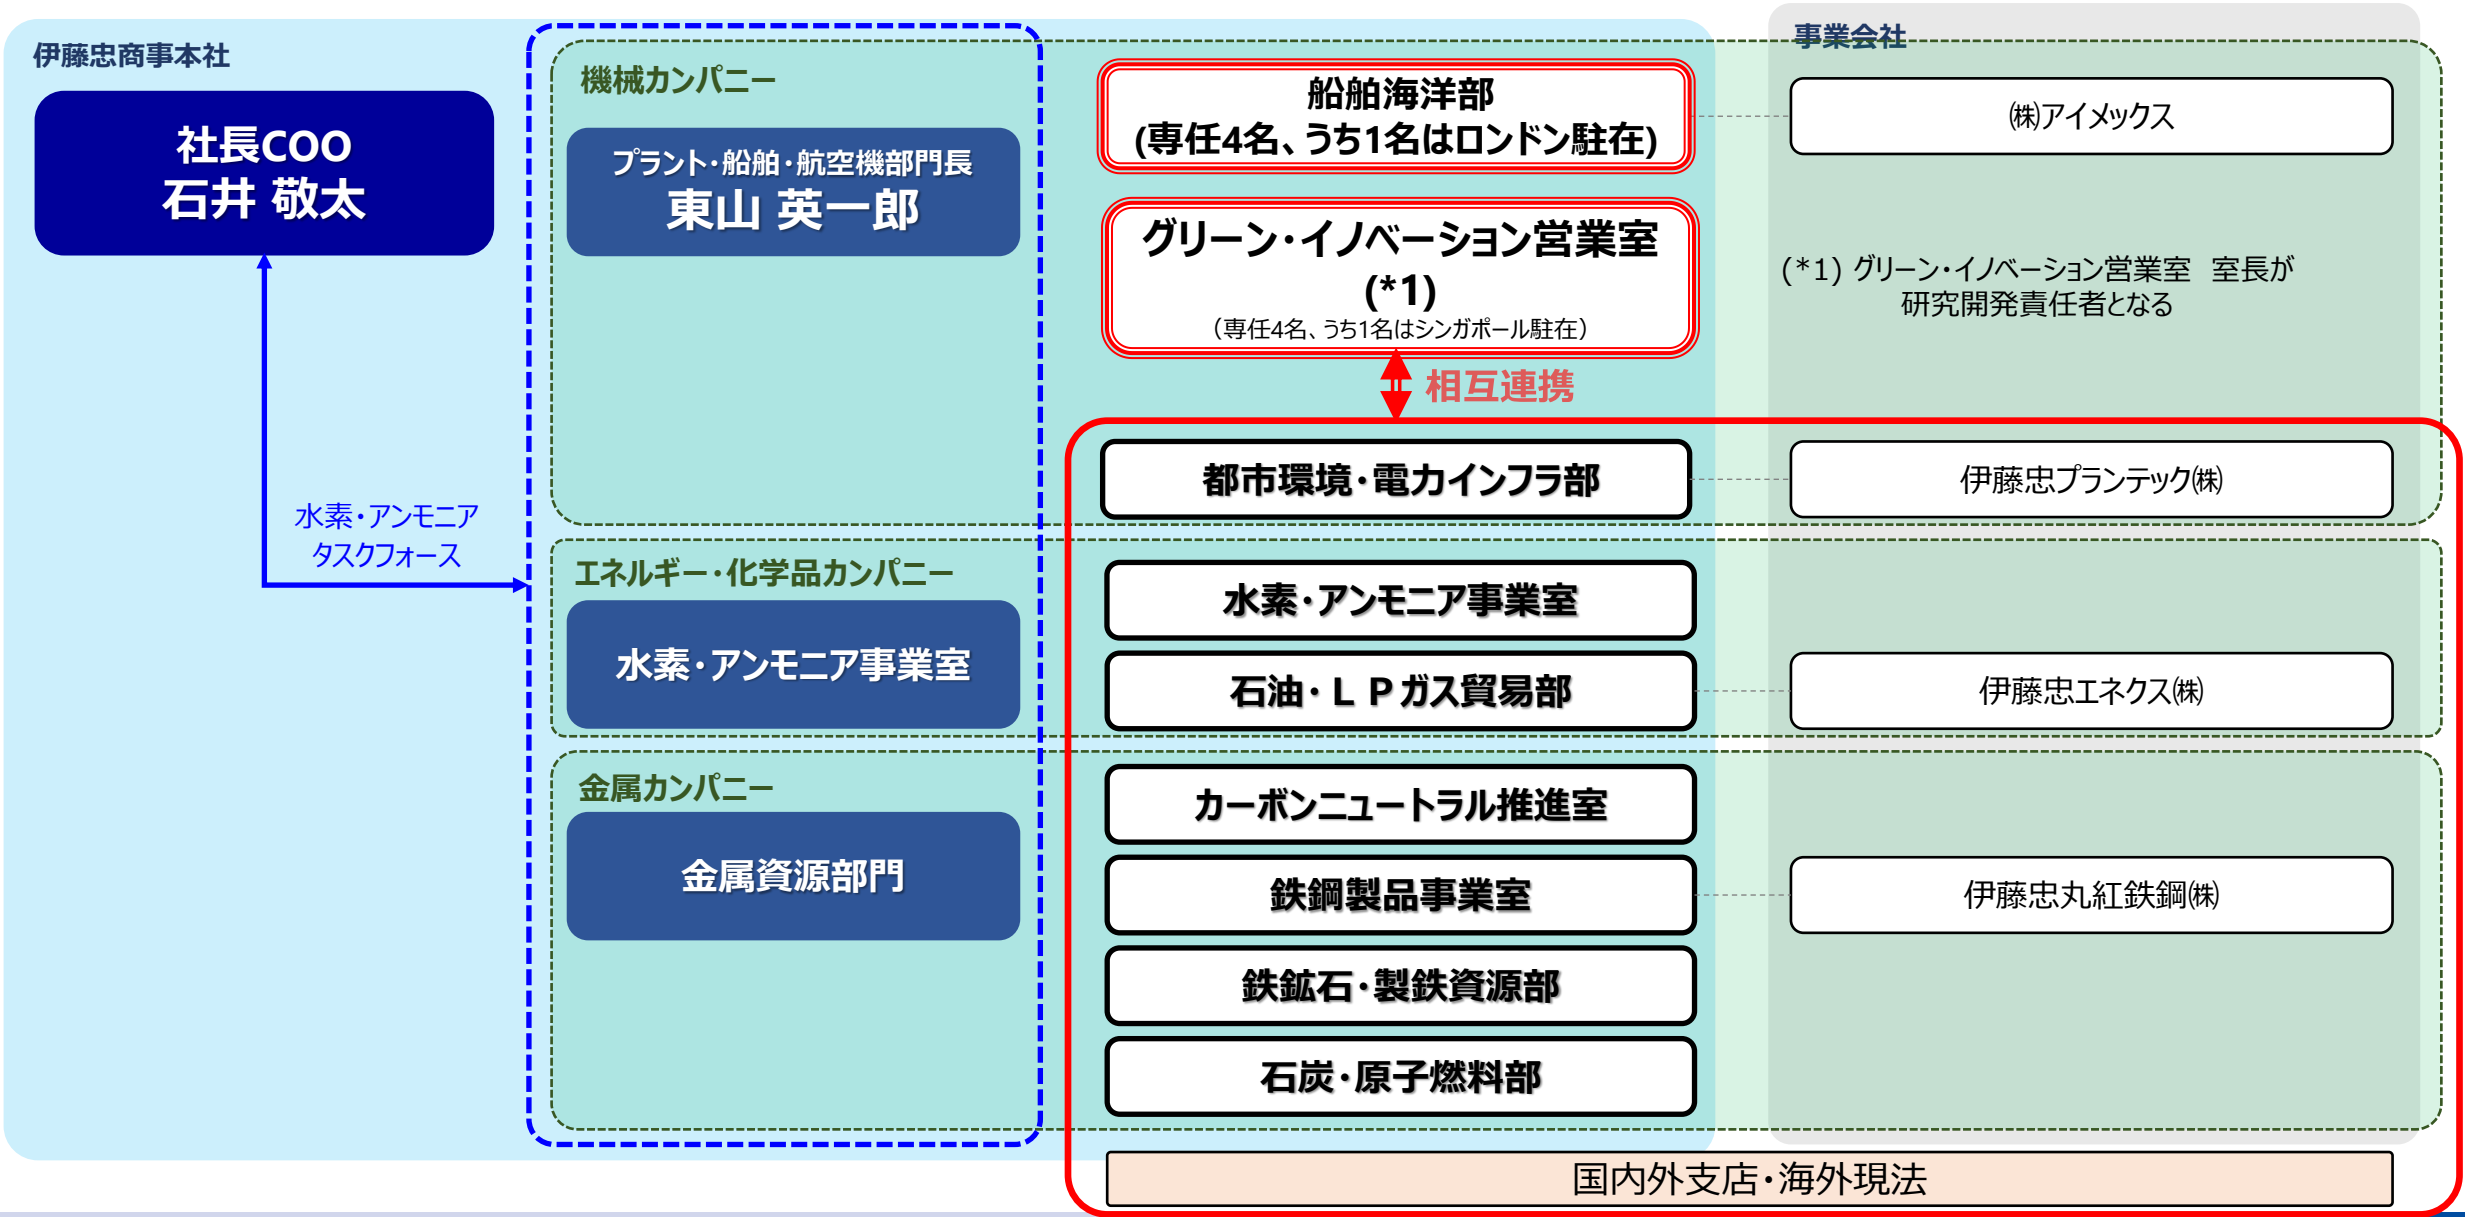 伊藤忠商事本社
社長COO
石井 敬太
水素・アンモニア
タスクフォース
機械カンパニー
プラント・船舶・航空機部門長
東山 英一郎
船舶海洋部
(専任4名、うち1名はロンドン駐在)
グリーン・イノベーション営業室
(*1)
（専任4名、うち1名はシンガポール駐在）
相互連携
都市環境・電力インフラ部
エネルギー・化学品カンパニー
水素・アンモニア事業室
水素・アンモニア事業室
石油・ＬＰガス貿易部
金属カンパニー
金属資源部門
カーボンニュートラル推進室
鉄鋼製品事業室
鉄鉱石・製鉄資源部
石炭・原子燃料部
事業会社
㈱アイメックス
(*1) グリーン・イノベーション営業室　室長が
研究開発責任者となる
伊藤忠プランテック㈱
伊藤忠エネクス㈱
伊藤忠丸紅鉄鋼㈱
国内外支店・海外現法